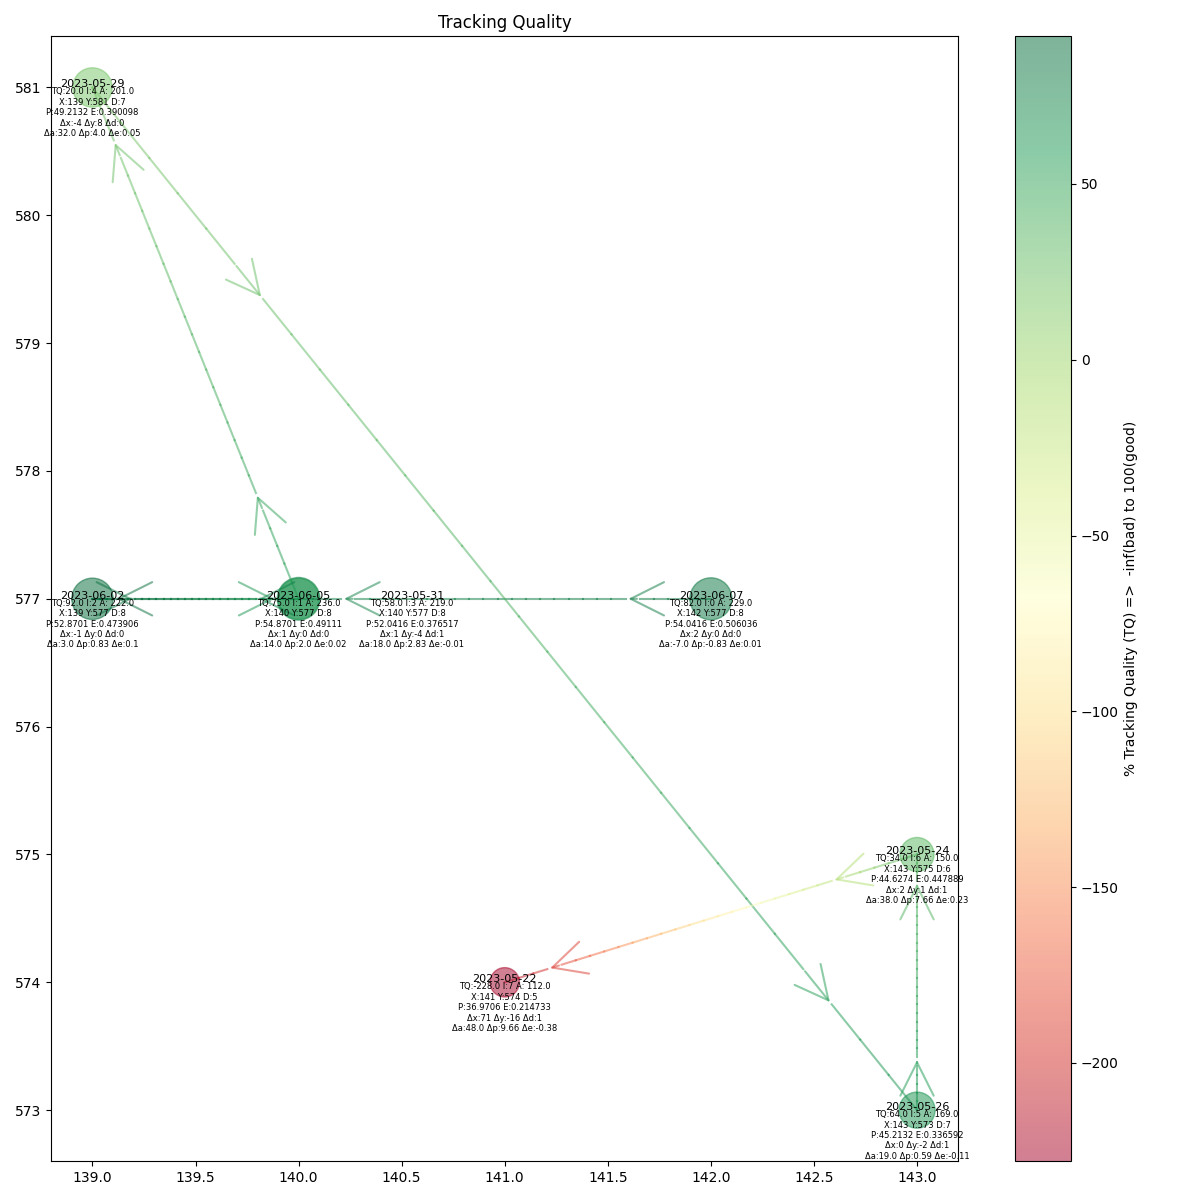 Tracking Quality
2023-05-29
TQ:20.0 I:4 A: 201.0
X:139 Y:581 D:7
P:49.2132 E:0.390098
Δx:-4 Δy:8 Δd:0
Δa:32.0 Δp:4.0 Δe:0.05
2023-06-02
TQ:92.0 I:2 A: 222.0
X:139 Y:577 D:8
P:52.8701 E:0.473906
Δx:-1 Δy:0 Δd:0
Δa:3.0 Δp:0.83 Δe:0.1
2023-06-05
TQ:75.0 I:1 A: 236.0
X:140 Y:577 D:8
P:54.8701 E:0.49111
Δx:1 Δy:0 Δd:0
Δa:14.0 Δp:2.0 Δe:0.02
2023-05-31
TQ:58.0 I:3 A: 219.0
X:140 Y:577 D:8
P:52.0416 E:0.376517
Δx:1 Δy:-4 Δd:1
Δa:18.0 Δp:2.83 Δe:-0.01
2023-06-07
TQ:82.0 I:0 A: 229.0
X:142 Y:577 D:8
P:54.0416 E:0.506036
Δx:2 Δy:0 Δd:0
Δa:-7.0 Δp:-0.83 Δe:0.01
2023-05-24
TQ:34.0 I:6 A: 150.0
X:143 Y:575 D:6
P:44.6274 E:0.447889
Δx:2 Δy:1 Δd:1
Δa:38.0 Δp:7.66 Δe:0.23
2023-05-22
TQ:-228.0 I:7 A: 112.0
X:141 Y:574 D:5
P:36.9706 E:0.214733
Δx:71 Δy:-16 Δd:1
Δa:48.0 Δp:9.66 Δe:-0.38
2023-05-26
TQ:64.0 I:5 A: 169.0
X:143 Y:573 D:7
P:45.2132 E:0.336592
Δx:0 Δy:-2 Δd:1
Δa:19.0 Δp:0.59 Δe:-0.11
581
580
579
578
577
576
575
574
573
139.0
139.5
140.0
140.5
141.0
141.5
142.0
142.5
143.0
50
0
−50
−100
−150
−200
% Tracking Quality (TQ) => -inf(bad) to 100(good)